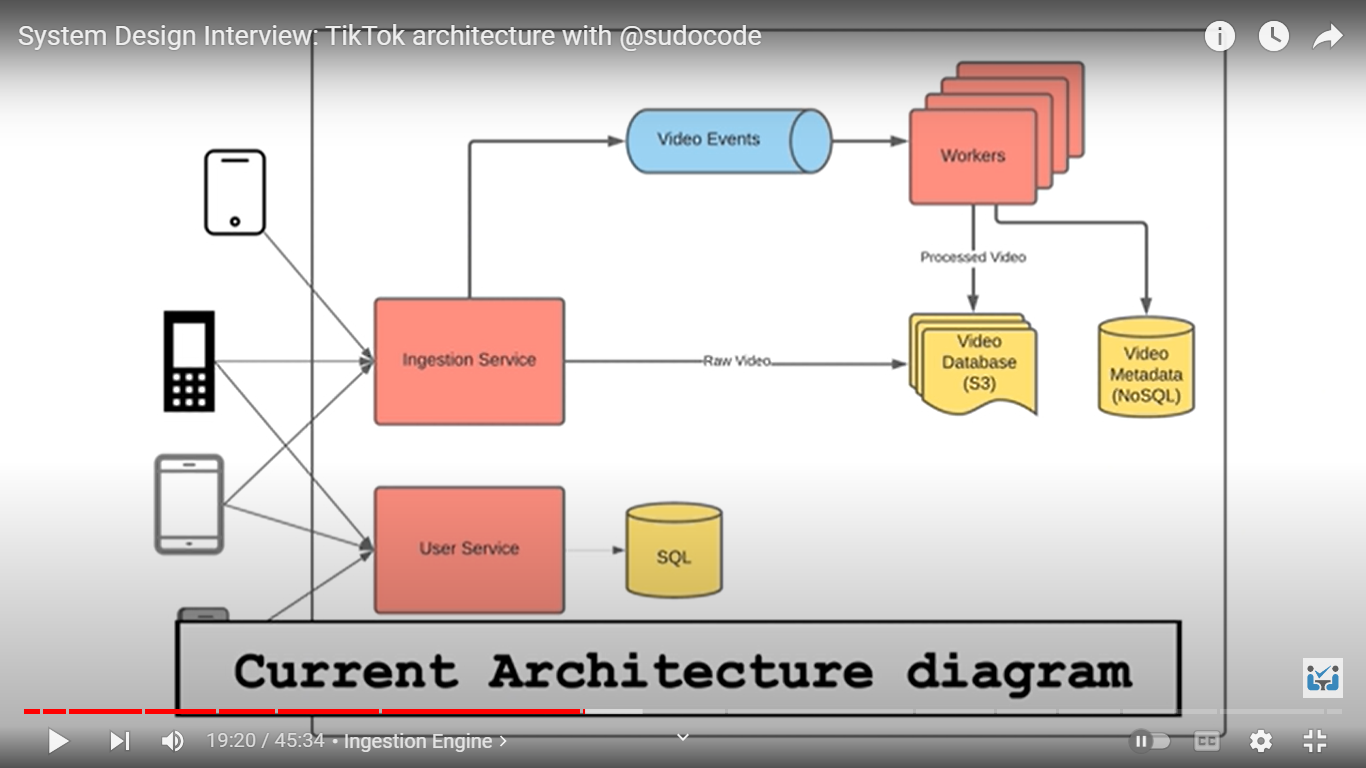 System Design Interview: TikTok architecture with @sudocode
Video Events
Workers
Processed Video
Ingestion Service
Raw Video
Video
Database
(S3)
Video
Metadata
(NoSQL)
User Service
SQL
Current Architecture diagram
19:20 / 45:34 • Ingestion Engine >
CC